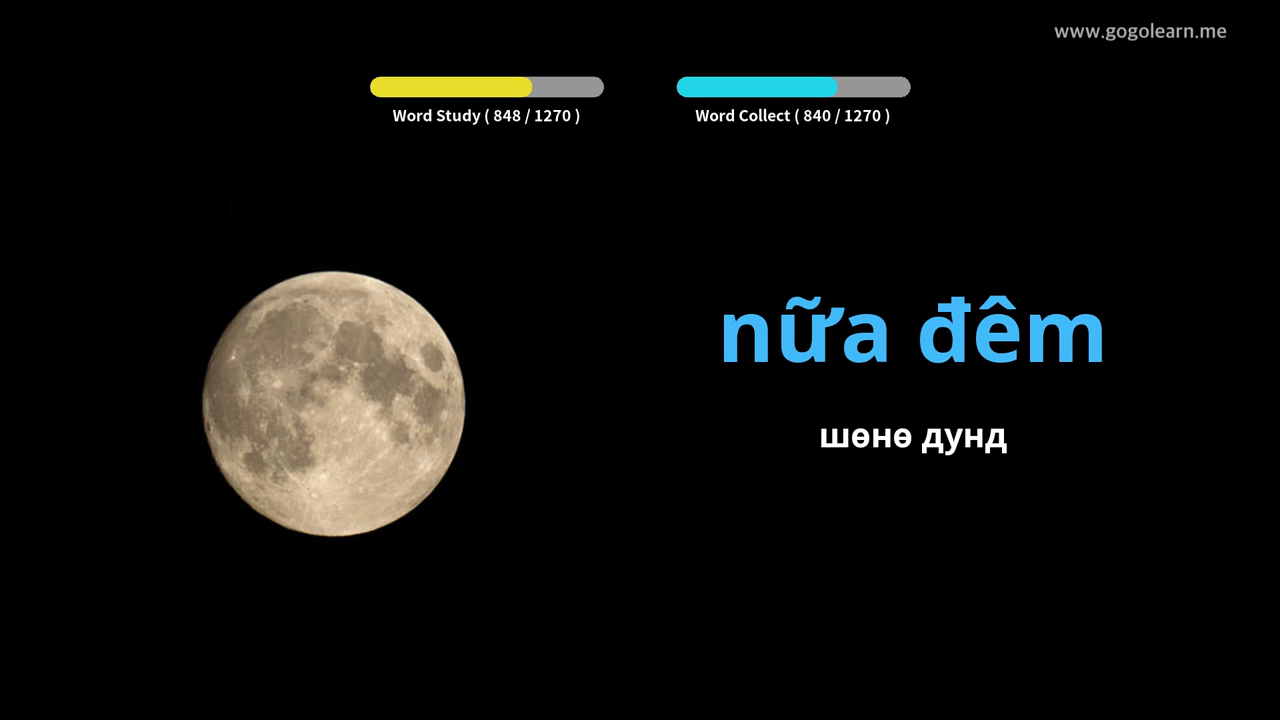 www.gogolearn.me
Word Study ( 848 / 1270 )
Word Collect ( 840 / 1270 )
nữa đêm
шөнө дунд